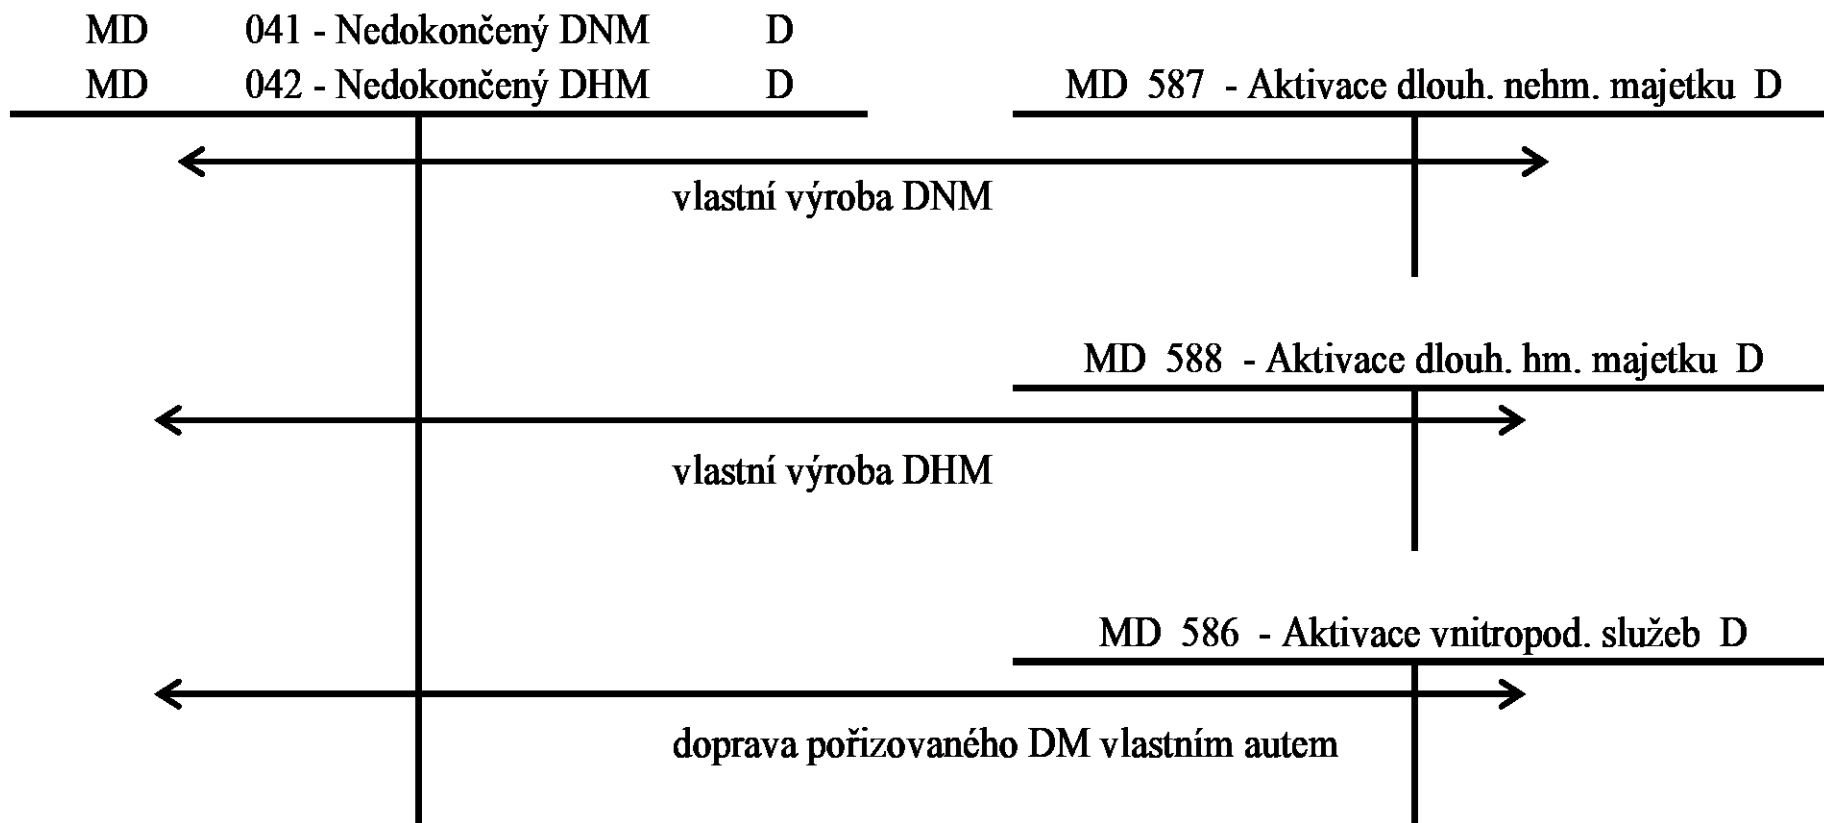 MD 041 - Nedokončený DNM D
MD 042 - Nedokončený DHM D
MD 587 - Aktivace dlouh. nehm. majetku D
vlastní výroba DNM
MD 588 - Aktivace dlouh. hm. majetku D
vlastní výroba DHM
MD 586 - Aktivace vnitropod. služeb D
doprava pořizovaného DM vlastním autem